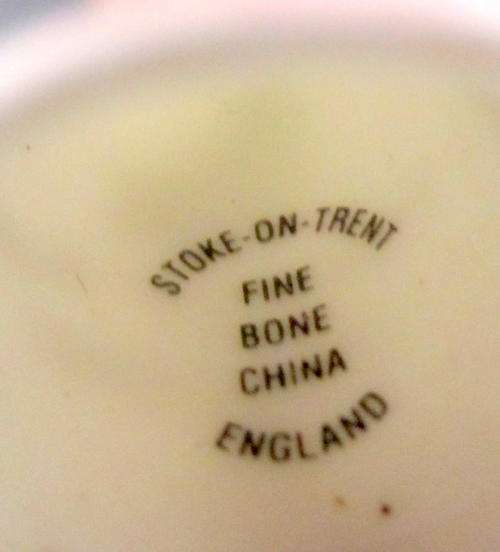 STOKE-ON-TRENT
FINE
BONE
CHINA
ENGLAND